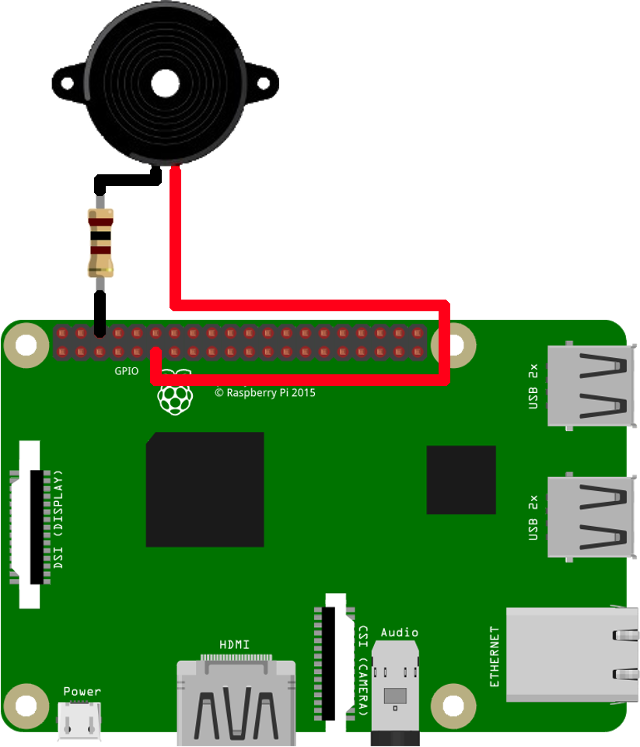 GPIO
© Raspberry Pi 2015
USB 2x
DSI (DISPLAY)
USB 2x
CSI (CAMERA)
Audio
ETHERNET
HDMI
Power